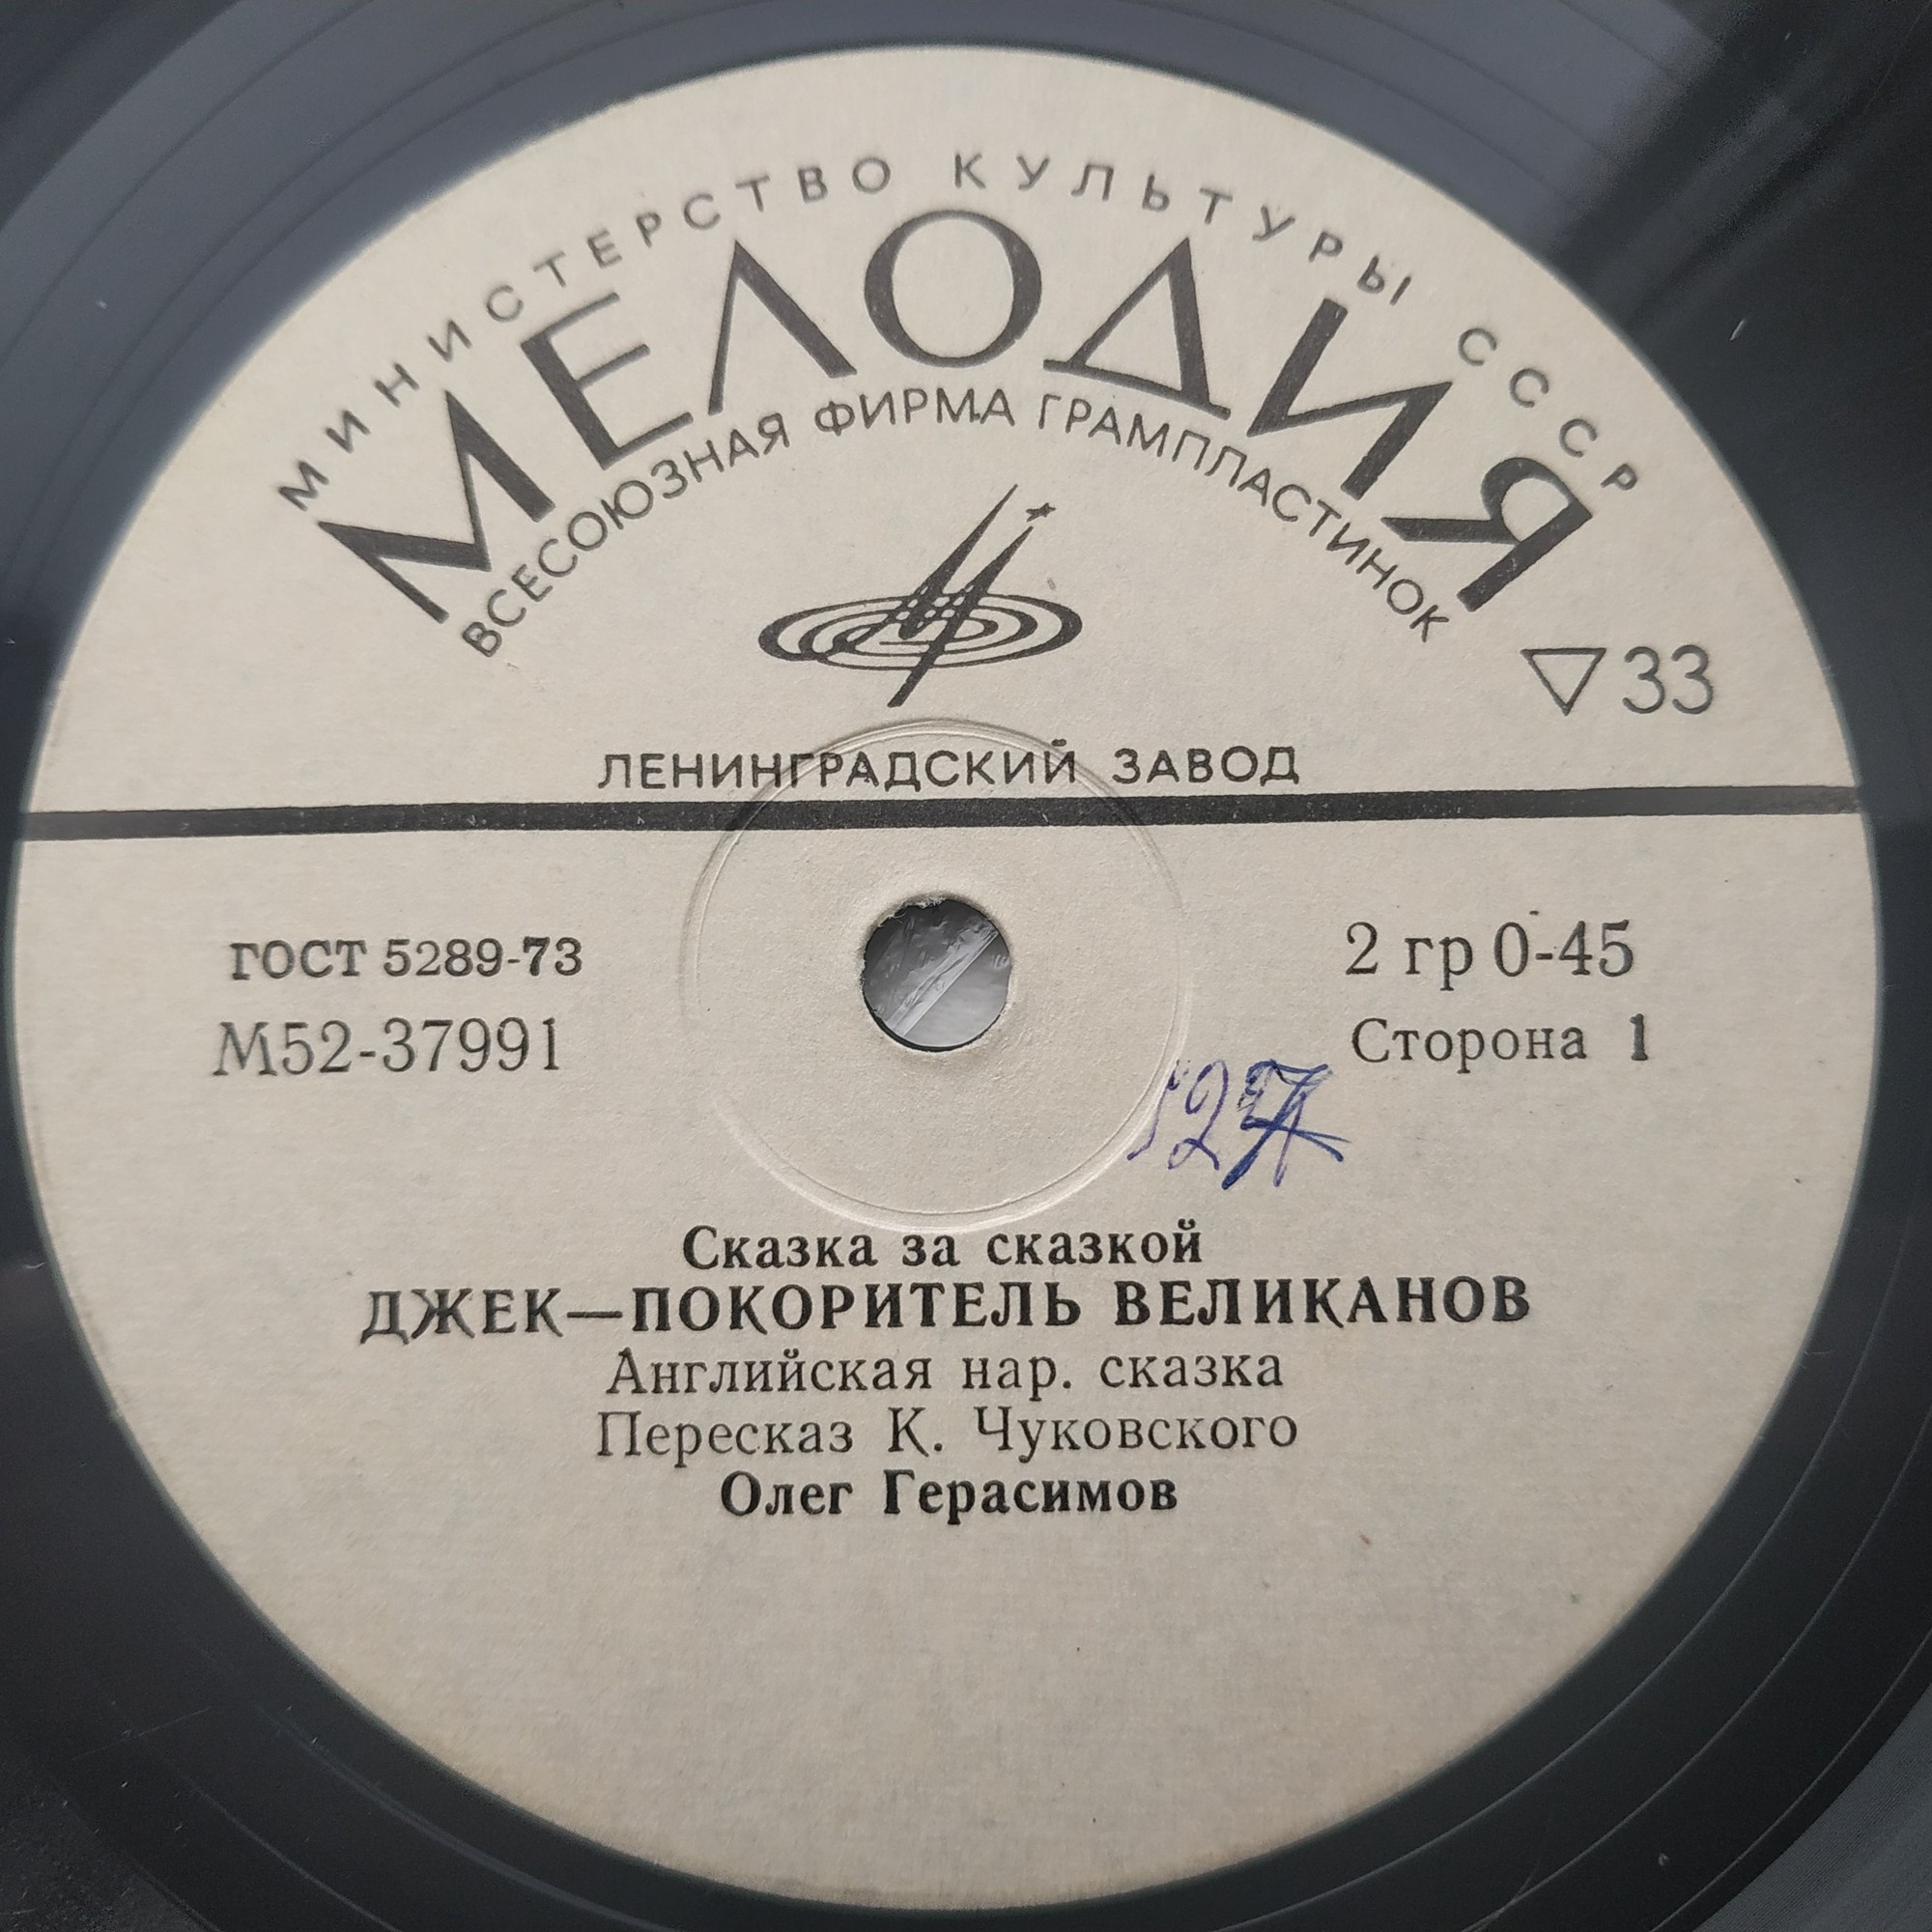 МИНИСТЕРСТВО КУЛЬТУРЫ СССР
МЕЛОДИЯ
ВСЕСОЮЗНАЯ ФИРМА ГРАМПЛАСТИНОК
33
ЛЕНИНГРАДСКИЙ ЗАВОД
ГОСТ 5289-73
2 гр 0-45
М52-37991
Сторона 1
Сказка за сказкой
ДЖЕК—ПОКОРИТЕЛЬ ВЕЛИКАНОВ
Английская нар. сказка
Пересказ К. Чуковского
Олег Герасимов